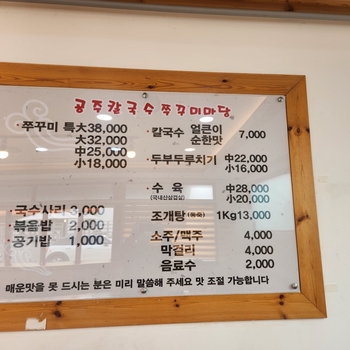 공주칼국수쭈꾸미마당
·쭈꾸미 특大38,000
大32,000
中25,000
小18,000
·국수사리 3,000
·볶음밥 2,000
·공기밥 1,000
·칼국수 얼큰이 순한맛 7,000
·두부두루치기 中22,000
小16,000
·수육 (국내산삼겹살) 中28,000
小20,000
조개탕(동죽) 1Kg13,000
소주/맥주 4,000
막걸리 4,000
음료수 2,000
매운맛을 못 드시는 분은 미리 말씀해 주세요 맛 조절 가능합니다